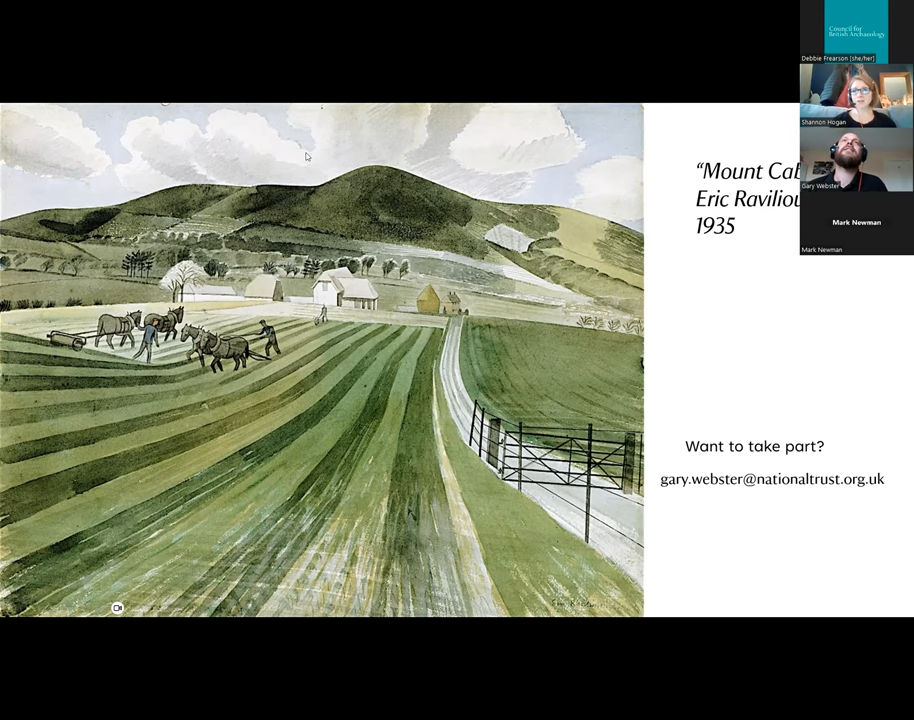 Council for
British Archaeology
Debbie Frearson [she/her]
Shannon Hogan
Gary Webster
Mark Newman
Mark Newman
“Mount Cab
Eric Raviliou
1935
Want to take part?
gary.webster@nationaltrust.org.uk